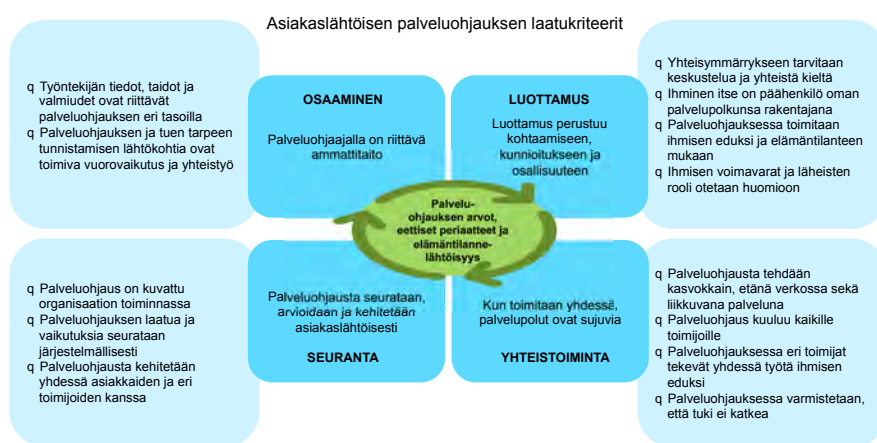 Asiakaslähtöisen palveluohjauksen laatukriteerit
q Työntekijän tiedot, taidot ja
valmiudet ovat riittävät
palveluohjauksen eri tasoilla
q Palveluohjauksen ja tuen tarpeen
tunnistamisen lähtökohtia ovat
toimiva vuorovaikutus ja yhteistyö
OSAAMINEN
Palveluohjaajalla on riittävä
ammattitaito
LUOTTAMUS
Luottamus perustuu
kohtaamiseen,
kunnioitukseen ja
osallisuuteen
q Yhteisymmärrykseen tarvitaan
keskustelua ja yhteistä kieltä
q Ihminen itse on päähenkilö oman
palvelupolkunsa rakentajana
q Palveluohjauksessa toimitaan
ihmisen eduksi ja elämäntilanteen
mukaan
q Ihmisen voimavarat ja läheisten
rooli otetaan huomioon
Palvelu-
ohjauksen arvot,
eettiset periaatteet ja
elämäntilanne-
lähtöisyys
q Palveluohjaus on kuvattu
organisaation toiminnassa
q Palveluohjauksen laatua ja
vaikutuksia seurataan
järjestelmällisesti
q Palveluohjausta kehitetään
yhdessä asiakkaiden ja eri
toimijoiden kanssa
Palveluohjausta seurataan,
arvioidaan ja kehitetään
asiakaslähtöisesti
SEURANTA
Kun toimitaan yhdessä,
palvelupolut ovat sujuvia
YHTEISTOIMINTA
q Palveluohjausta tehdään
kasvokkain, etänä verkossa sekä
liikkuvana palveluna
q Palveluohjaus kuuluu kaikille
toimijoille
q Palveluohjauksessa eri toimijat
tekevät yhdessä työtä ihmisen
eduksi
q Palveluohjauksessa varmistetaan,
että tuki ei katkea